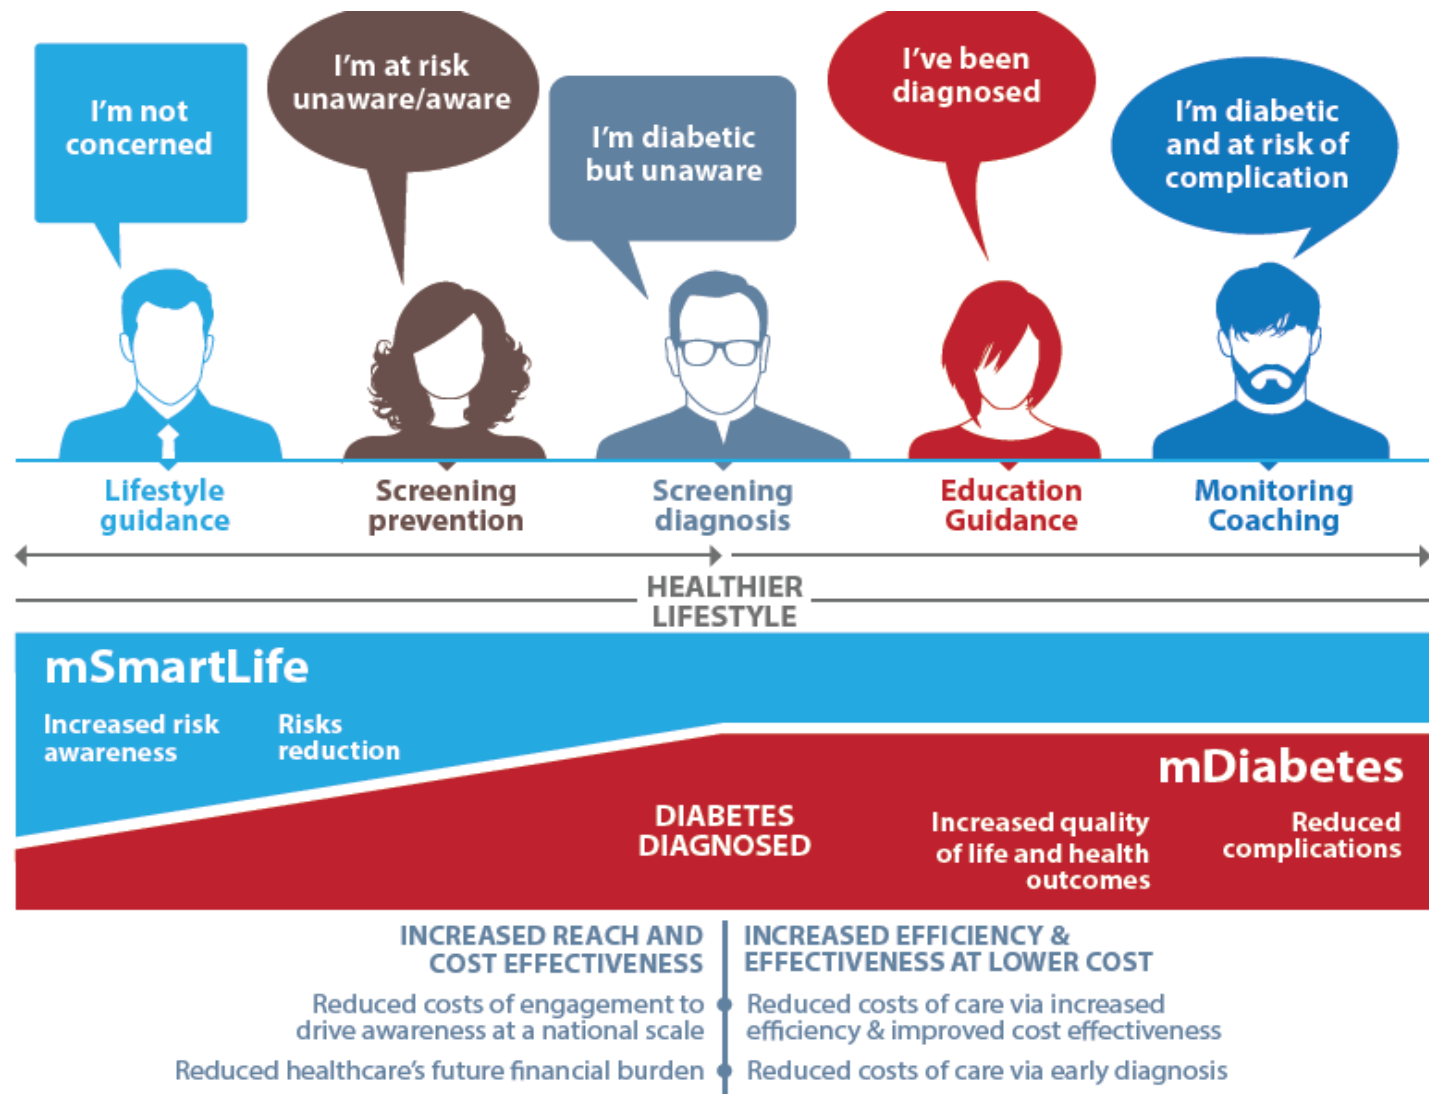 I'm not
concerned
I'm at risk
unaware/aware
I'm diabetic
but unaware
I've been
diagnosed
I'm diabetic
and at risk of
complication
Lifestyle
guidance
Screening
prevention
Screening
diagnosis
Education
Guidance
Monitoring
Coaching
HEALTHIER
LIFESTYLE
mSmartLife
Increased risk
awareness
Risks
reduction
mDiabetes
DIABETES
DIAGNOSED
Increased quality
of life and health
outcomes
Reduced
complications
INCREASED REACH AND
COST EFFECTIVENESS
Reduced costs of engagement to
drive awareness at a national scale
Reduced healthcare's future financial burden
INCREASED EFFICIENCY &
EFFECTIVENESS AT LOWER COST
Reduced costs of care via increased
efficiency & improved cost effectiveness
Reduced costs of care via early diagnosis